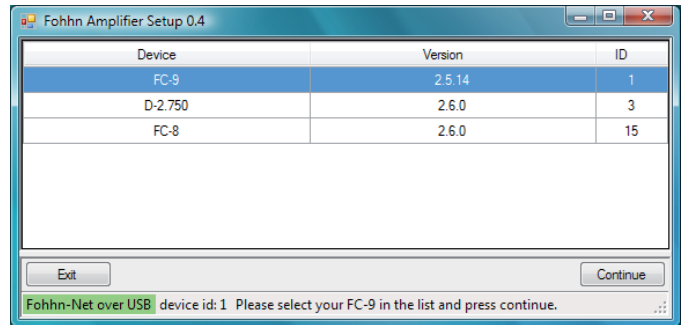 Fohhn Amplifier Setup 0.4
Device Version ID
FC-9 2.5.14 1
D-2.750 2.6.0 3
FC-8 2.6.0 15
Exit Continue
Fohhn-Net over USB device id: 1 Please select your FC-9 in the list and press continue.